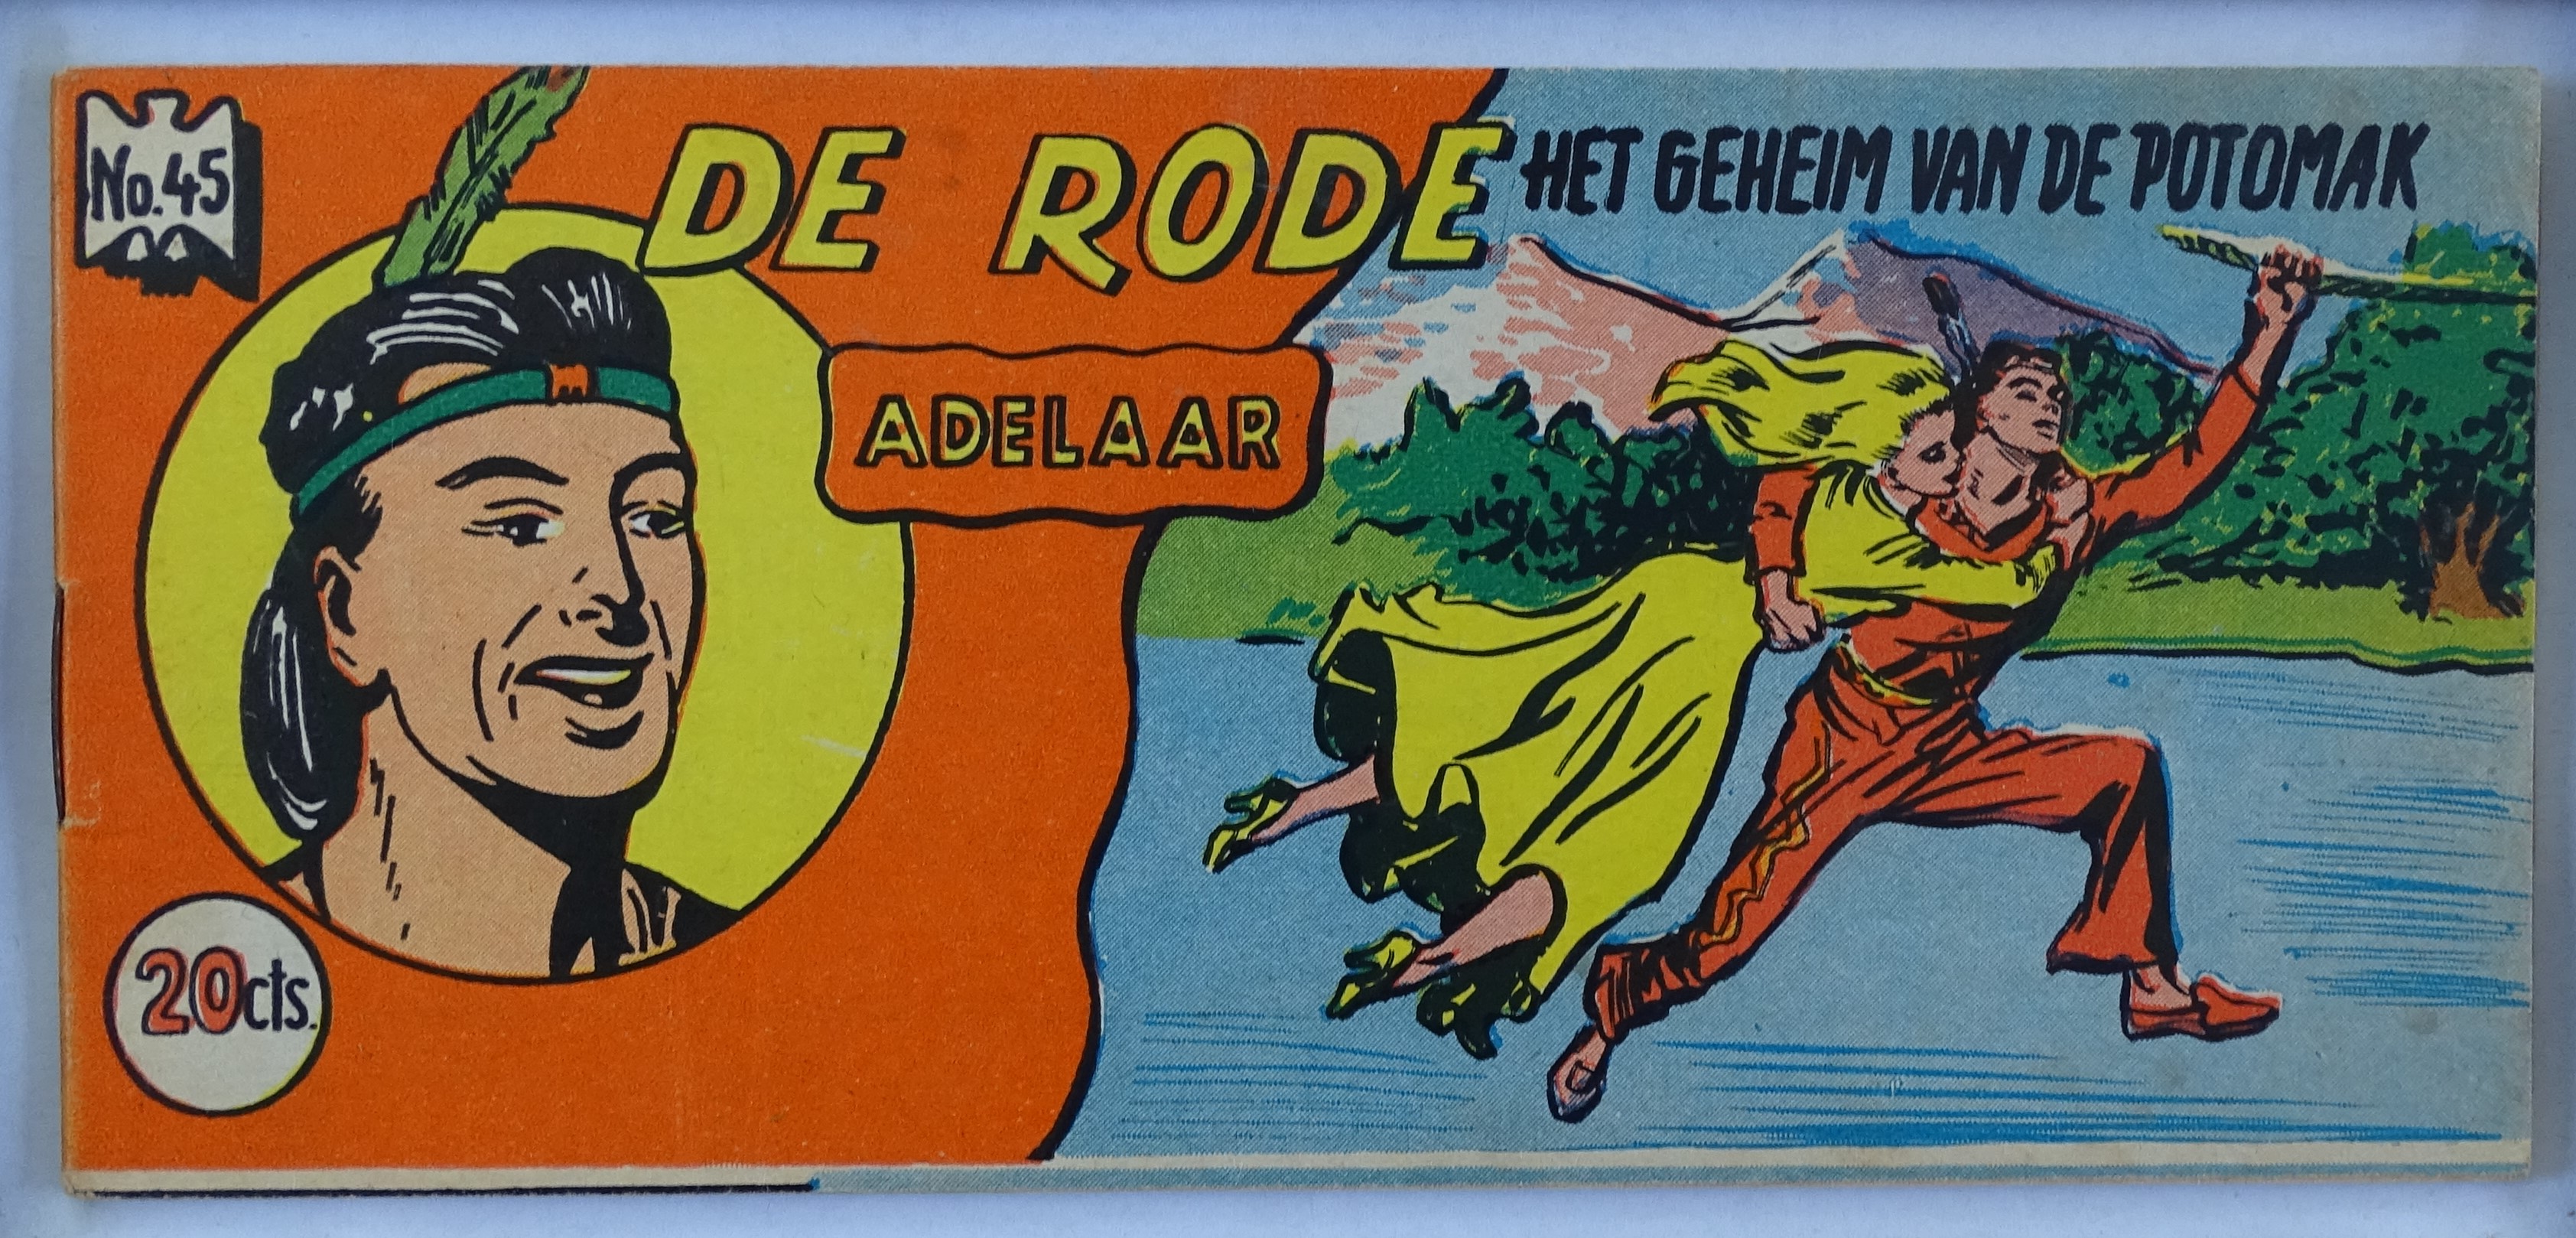 No.45
DE RODE
ADELAAR
HET GEHEIM VAN DE POTOMAK
20cts.